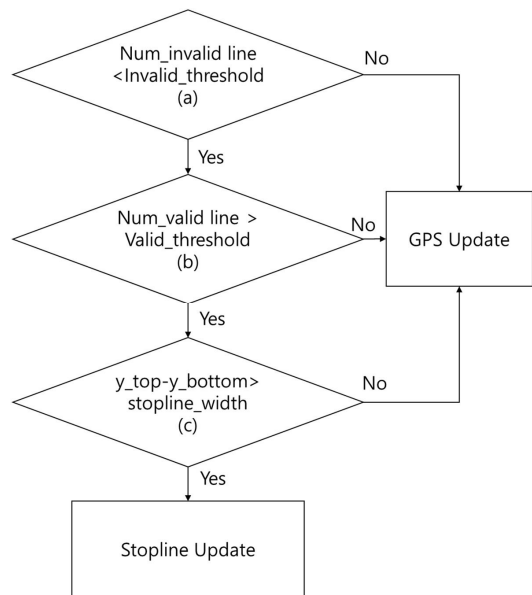 Num_invalid line
<Invalid_threshold
(a)
No
Yes
Num_valid line >
Valid_threshold
(b)
No
GPS Update
Yes
y_top-y_bottom>
stopline_width
(c)
No
Yes
Stopline Update